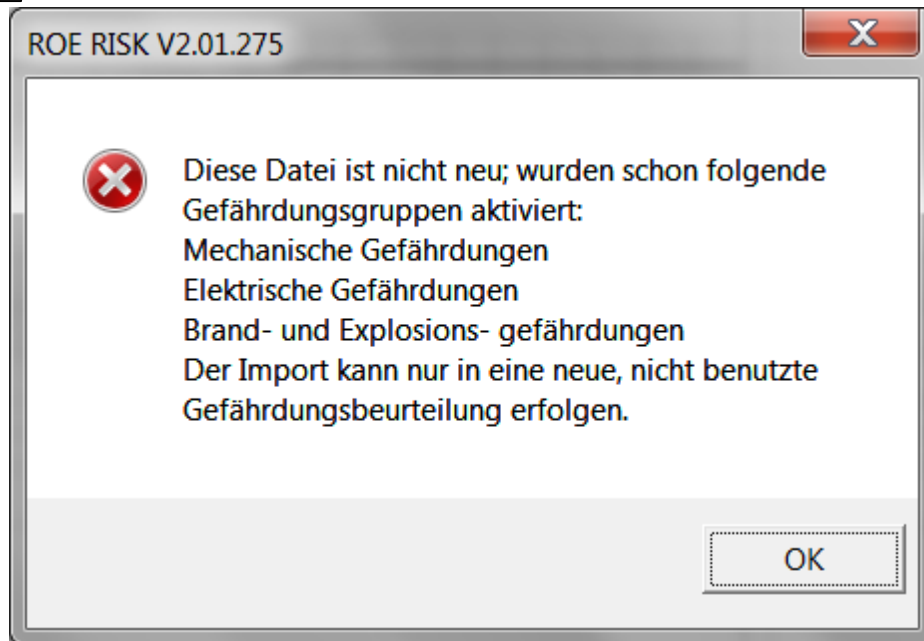 ROE RISK V2.01.275
Diese Datei ist nicht neu; wurden schon folgende
Gefährdungsgruppen aktiviert:
Mechanische Gefährdungen
Elektrische Gefährdungen
Brand- und Explosions- gefährdungen
Der Import kann nur in eine neue, nicht benutzte
Gefährdungsbeurteilung erfolgen.
OK